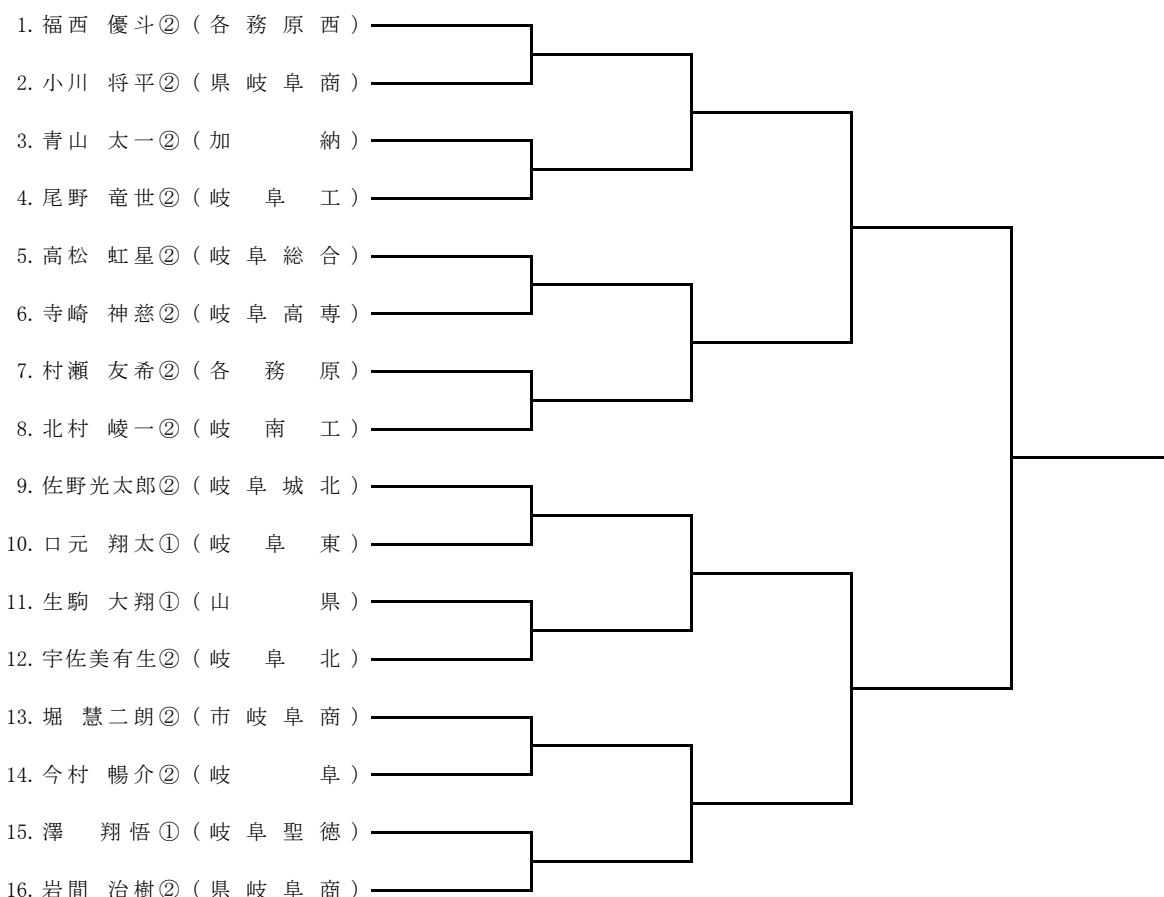 1. 福西 優斗②（各務原西）
2. 小川 将平②（県岐阜商）
3. 青山 太一②（加納）
4. 尾野 竜世②（岐阜工）
5. 高松 虹星②（岐阜総合）
6. 寺崎 神慈②（岐阜高専）
7. 村瀬 友希②（各務原）
8. 北村 崚一②（岐南工）
9. 佐野光太郎②（岐阜城北）
10. 口元 翔太①（岐阜東）
11. 生駒 大翔①（山県）
12. 宇佐美有生②（岐阜北）
13. 堀 慧二朗②（市岐阜商）
14. 今村 暢介②（岐阜）
15. 澤 翔悟①（岐阜聖徳）
16. 岩間 治樹②（県岐阜商）